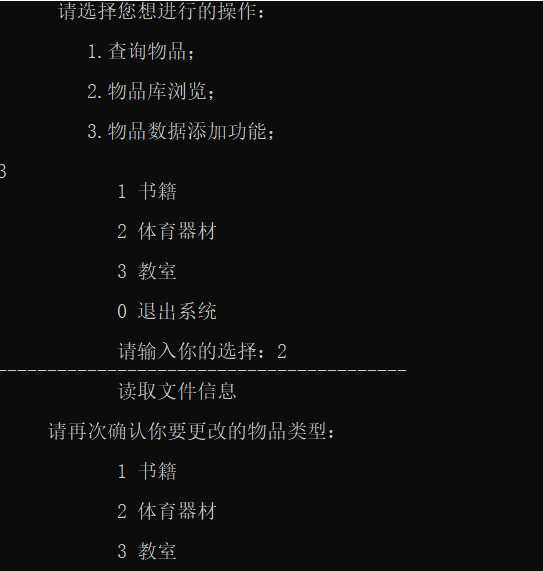 请选择您想进行的操作：
1.查询物品；
2.物品库浏览；
3.物品数据添加功能；
3
1 书籍
2 体育器材
3 教室
0 退出系统
请输入你的选择：2
-----------------------------------------
读取文件信息
请再次确认你要更改的物品类型：
1 书籍
2 体育器材
3 教室